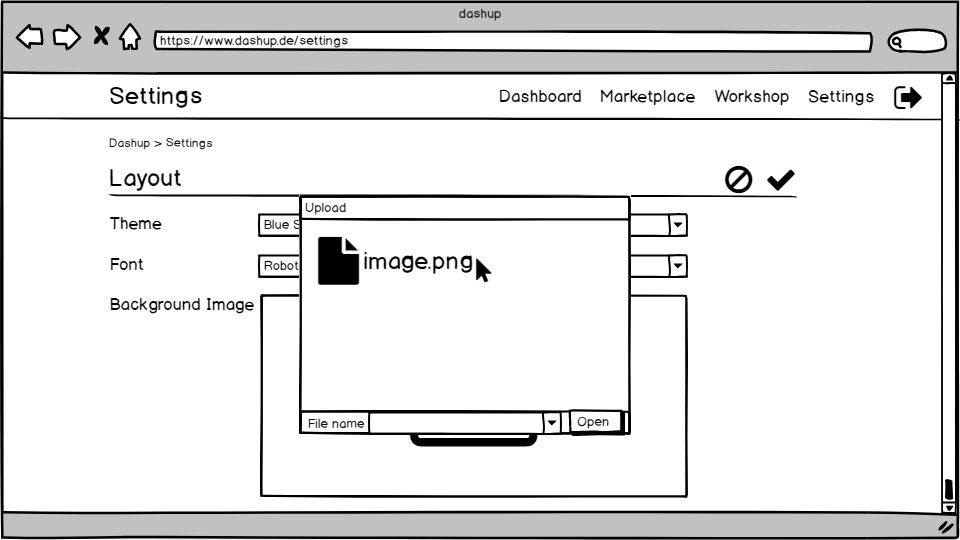 dashup
https://www.dashup.de/settings
Settings Dashboard Marketplace Workshop Settings
Dashup > Settings
Layout
Upload
Theme Blue S
image.png
Font Robot
Background Image
File name Open